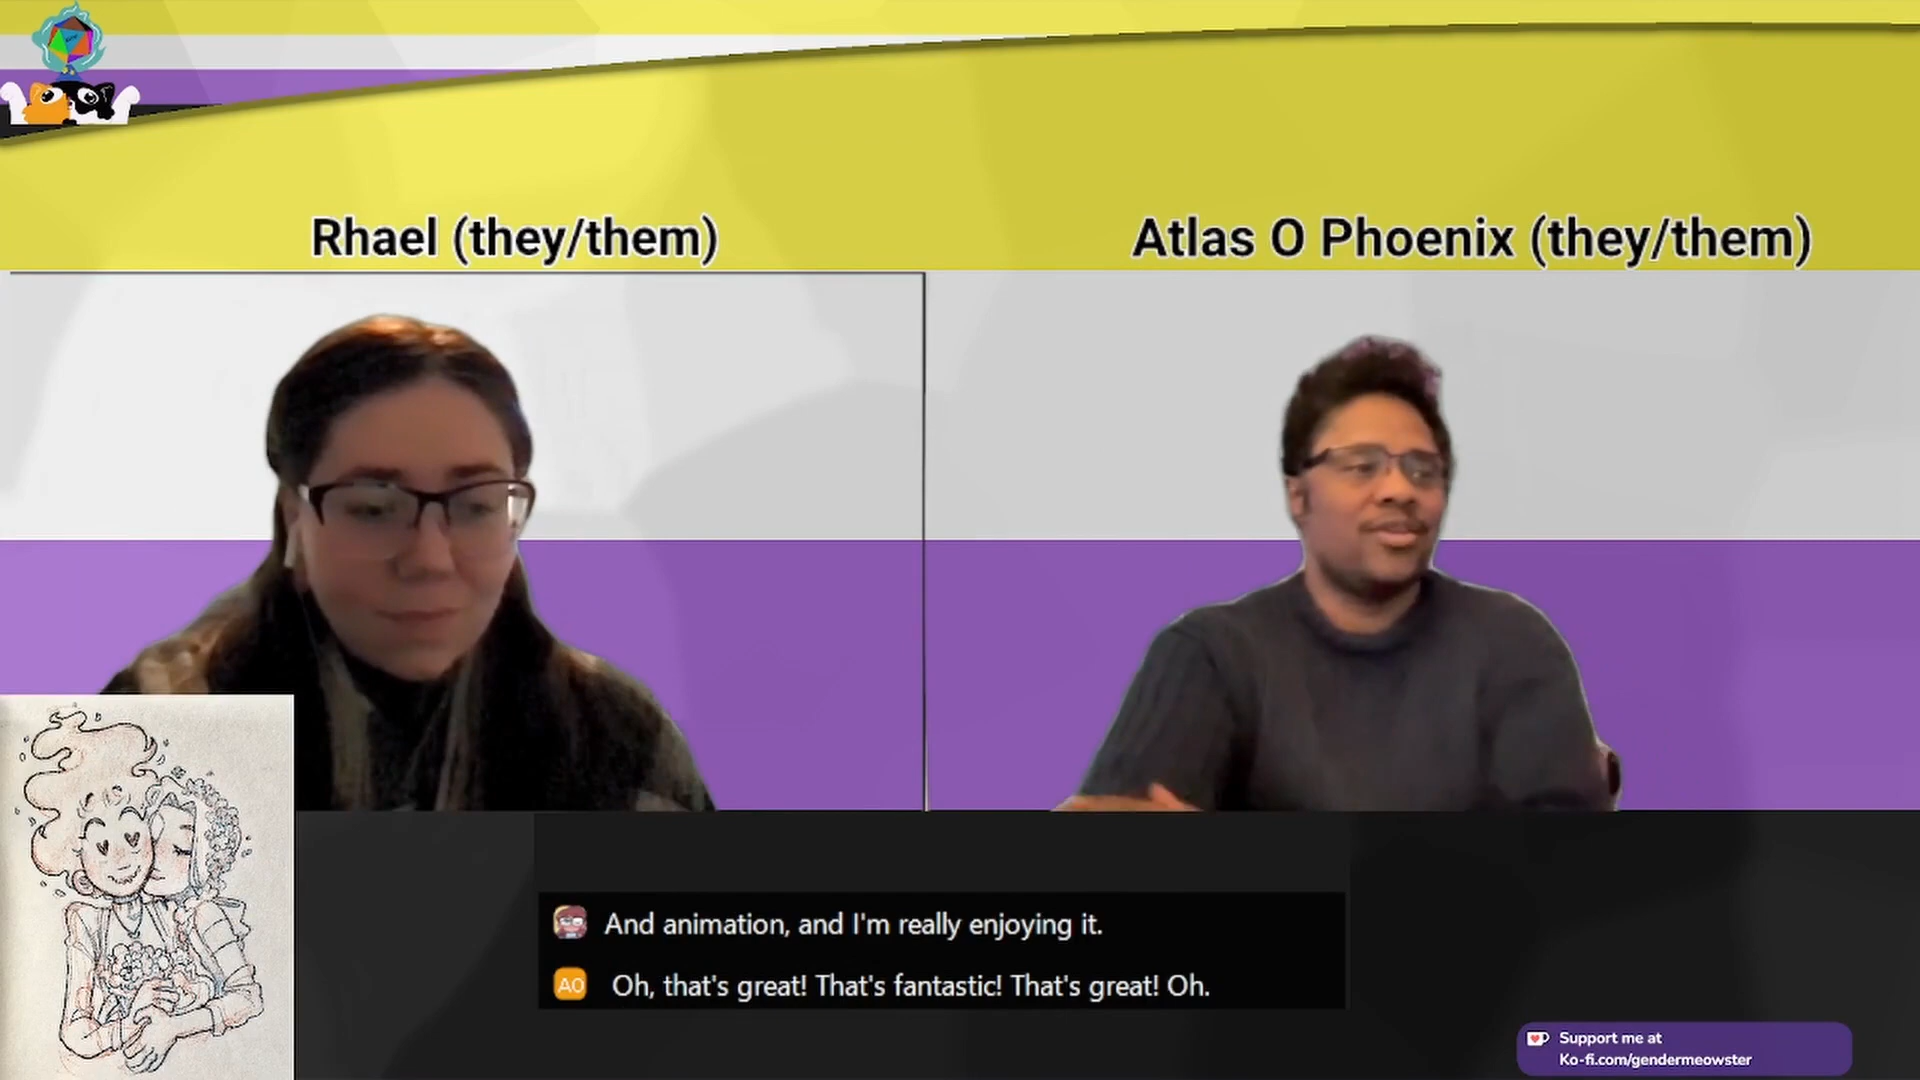 Rhael (they/them)
Atlas O Phoenix (they/them)
And animation, and I'm really enjoying it.
AO Oh, that's great! That's fantastic! That's great! Oh.
Support me at
Ko-fi.com/gendermeowster